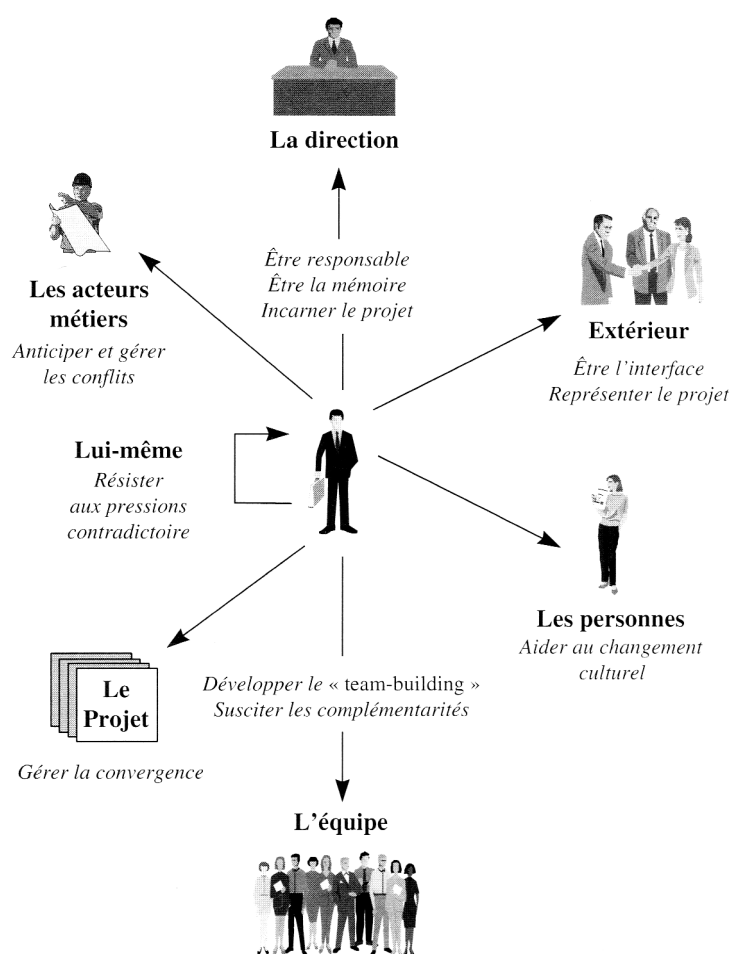 La direction
Être responsable
Être la mémoire
Incarner le projet
Les acteurs
métiers
Anticiper et gérer
les conflits
Extérieur
Être l'interface
Représenter le projet
Lui-même
Résister
aux pressions
contradictoire
Les personnes
Aider au changement
culturel
Le
Projet
Gérer la convergence
Développer le « team-building »
Susciter les complémentarités
L'équipe